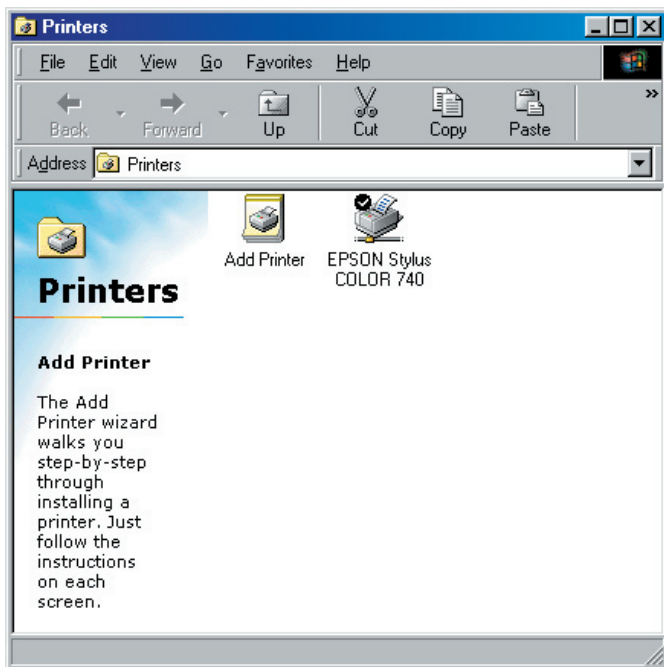 Printers
File Edit View Go Favorites Help
Back Forward Up Cut Copy Paste »
Address Printers
Add Printer
EPSON Stylus
COLOR 740
Printers
Add Printer
The Add
Printer wizard
walks you
step-by-step
through
installing a
printer. Just
follow the
instructions
on each
screen.